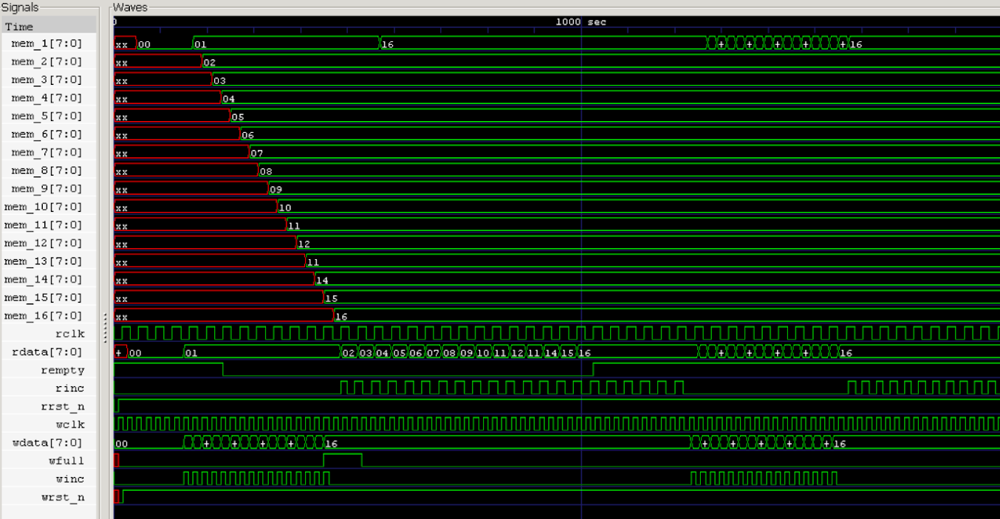 Signals Waves
Time 0 1000 sec
mem_1[7:0] xx 00 01 16 + + + + + 16
mem_2[7:0] xx 02
mem_3[7:0] xx 03
mem_4[7:0] xx 04
mem_5[7:0] xx 05
mem_6[7:0] xx 06
mem_7[7:0] xx 07
mem_8[7:0] xx 08
mem_9[7:0] xx 09
mem_10[7:0] xx 10
mem_11[7:0] xx 11
mem_12[7:0] xx 12
mem_13[7:0] xx 11
mem_14[7:0] xx 14
mem_15[7:0] xx 15
mem_16[7:0] xx 16
rclk
rdata[7:0] + 00 01 02 03 04 05 06 07 08 09 10 11 12 11 14 15 16 + + + + 16
rempty
rinc
rrst_n
wclk
wdata[7:0] 00 + + + + 16 + + + + + 16
wfull
winc
wrst_n